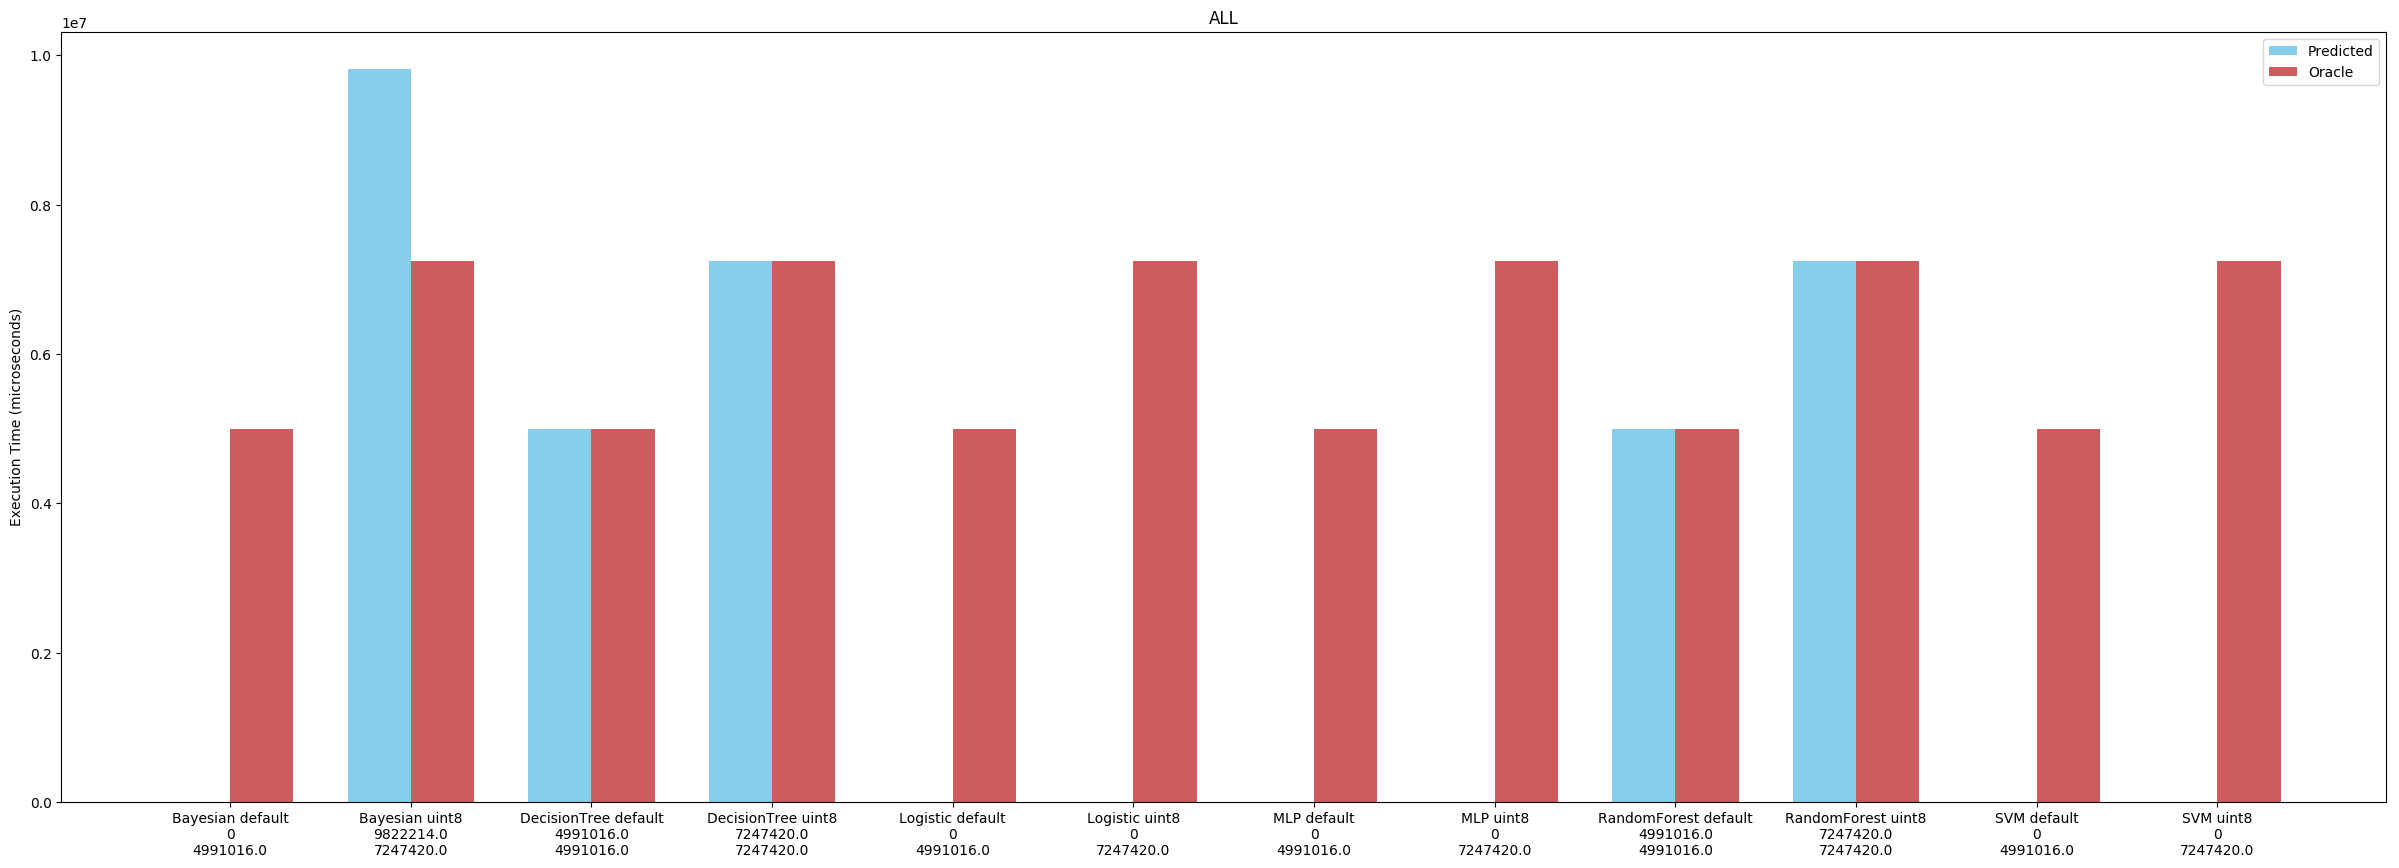 ALL
1e7
Predicted
Oracle
1.0
0.8
0.6
0.4
0.2
0.0
Execution Time (microseconds)
Bayesian default
0
4991016.0
Bayesian uint8
9822214.0
7247420.0
DecisionTree default
4991016.0
4991016.0
DecisionTree uint8
7247420.0
7247420.0
Logistic default
0
4991016.0
Logistic uint8
0
7247420.0
MLP default
0
4991016.0
MLP uint8
0
7247420.0
RandomForest default
4991016.0
4991016.0
RandomForest uint8
7247420.0
7247420.0
SVM default
0
4991016.0
SVM uint8
0
7247420.0